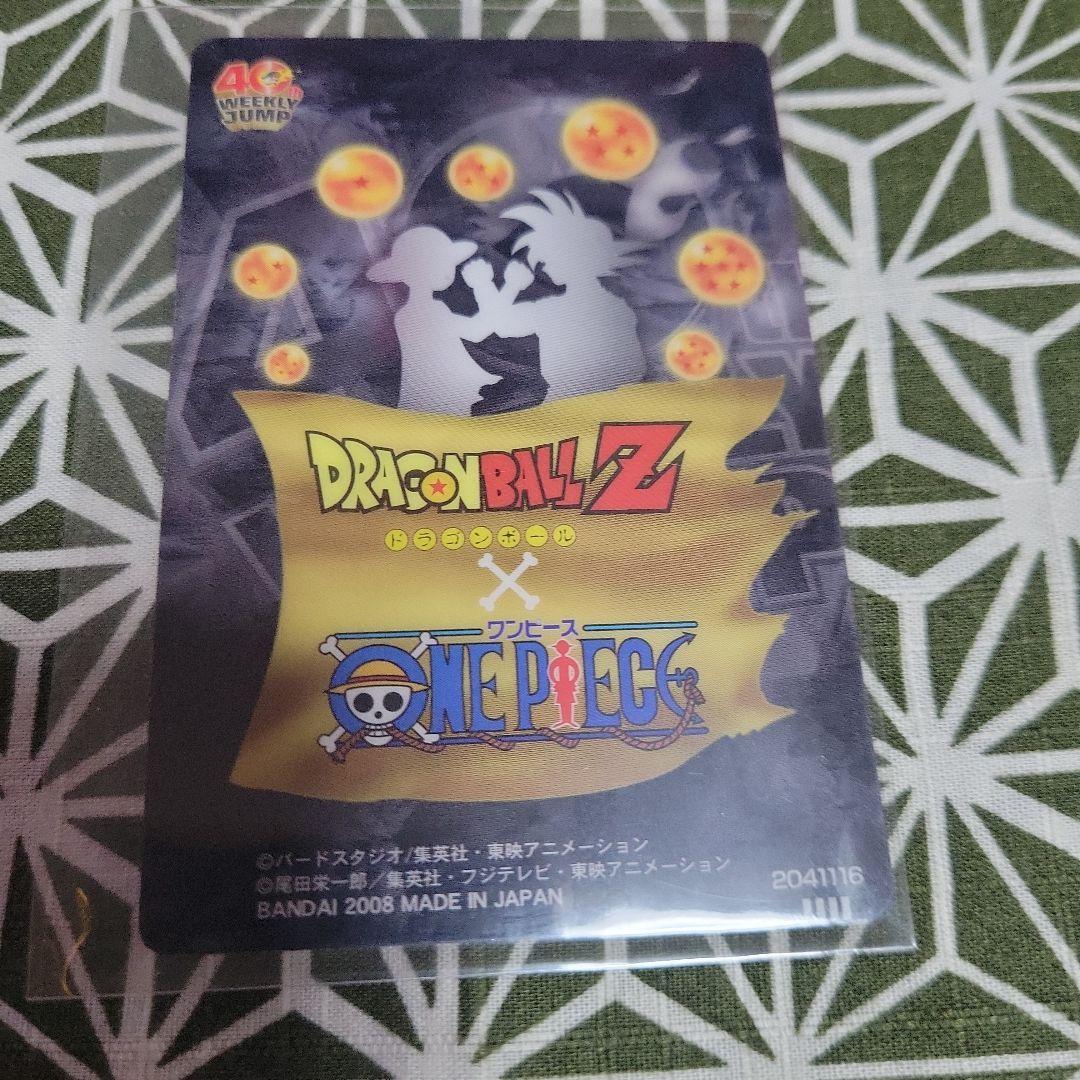 40th
WEEKLY
JUMP
DRAGON BALL Z
ドラゴンボール
ワンピース
ONE PIECE
©バードスタジオ/集英社・東映アニメーション
©尾田栄一郎/集英社・フジテレビ・東映アニメーション
BANDAI 2008 MADE IN JAPAN
2041116